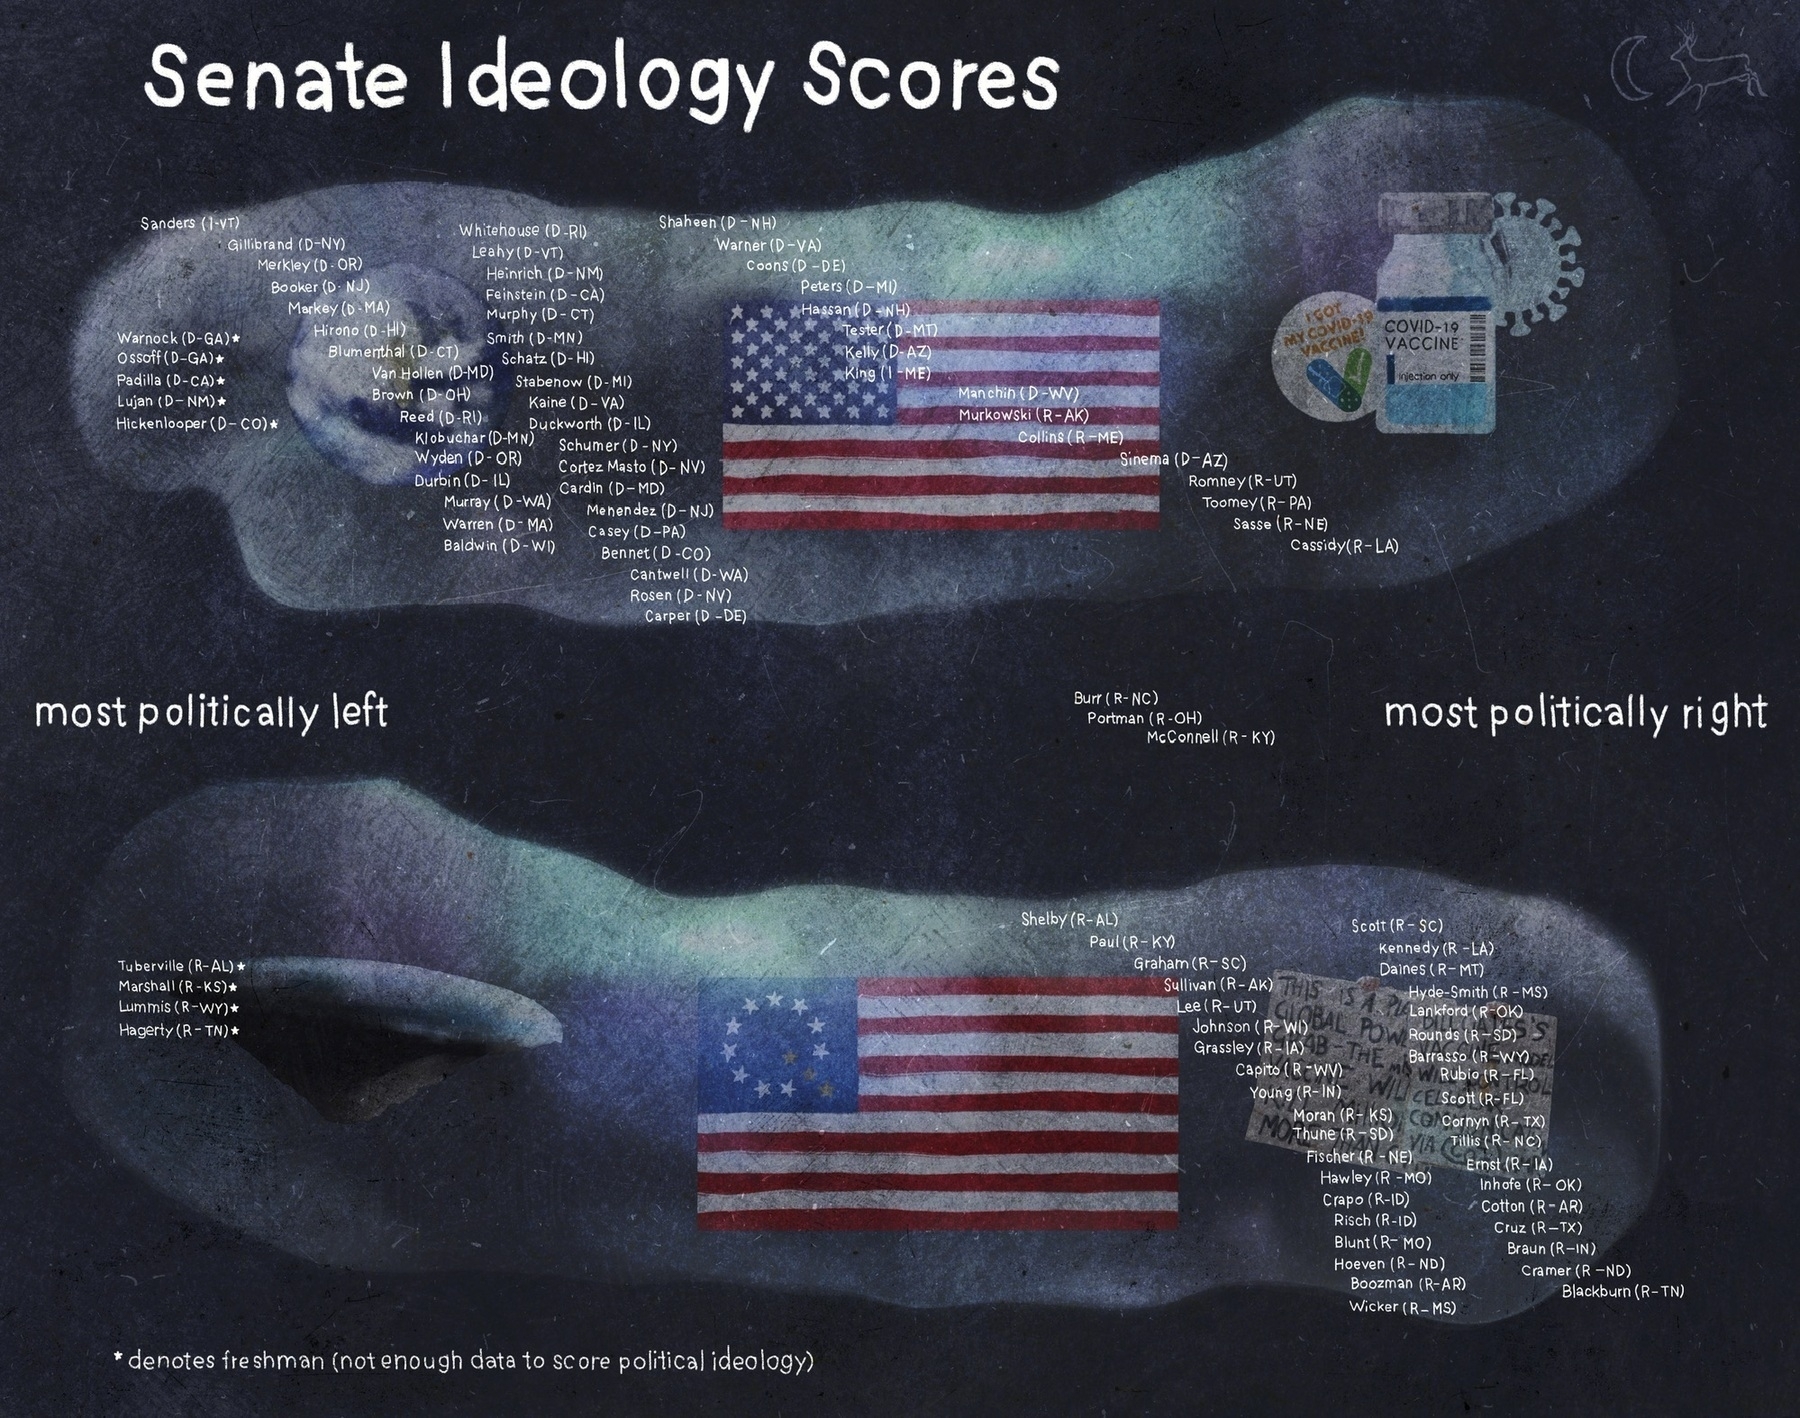 Senate Ideology Scores
Sanders (I-VT)
Gillibrand (D-NY)
Merkley (D-OR)
Booker (D-NJ)
Markey (D-MA)
Hirono (D-HI)
Blumenthal (D-CT)
Van Hollen (D-MD)
Brown (D-OH)
Reed (D-RI)
Klobuchar (D-MN)
Wyden (D-OR)
Durbin (D-IL)
Murray (D-WA)
Warren (D-MA)
Baldwin (D-WI)
Warnock (D-GA)★
Ossoff (D-GA)★
Padilla (D-CA)★
Lujan (D-NM)★
Hickenlooper (D-CO)★
Whitehouse (D-RI)
Leahy (D-VT)
Heinrich (D-NM)
Feinstein (D-CA)
Murphy (D-CT)
Smith (D-MN)
Schatz (D-HI)
Stabenow (D-MI)
Kaine (D-VA)
Duckworth (D-IL)
Schumer (D-NY)
Cortez Masto (D-NV)
Cardin (D-MD)
Menendez (D-NJ)
Casey (D-PA)
Bennet (D-CO)
Cantwell (D-WA)
Rosen (D-NV)
Carper (D-DE)
Shaheen (D-NH)
Warner (D-VA)
Coons (D-DE)
Peters (D-MI)
Hassan (D-NH)
Tester (D-MT)
Kelly (D-AZ)
King (I-ME)
Manchin (D-WV)
Murkowski (R-AK)
Collins (R-ME)
Sinema (D-AZ)
Romney (R-UT)
Toomey (R-PA)
Sasse (R-NE)
Cassidy (R-LA)
I GOT
MY COVID-19
VACCINE!
COVID-19
VACCINE
injection only
most politically left
Burr (R-NC)
Portman (R-OH)
McConnell (R-KY)
most politically right
Tuberville (R-AL)★
Marshall (R-KS)★
Lummis (R-WY)★
Hagerty (R-TN)★
Shelby (R-AL)
Paul (R-KY)
Graham (R-SC)
Sullivan (R-AK)
Lee (R-UT)
Johnson (R-WI)
Grassley (R-IA)
Capito (R-WV)
Young (R-IN)
Moran (R-KS)
Thune (R-SD)
Fischer (R-NE)
Hawley (R-MO)
Crapo (R-ID)
Risch (R-ID)
Blunt (R-MO)
Hoeven (R-ND)
Boozman (R-AR)
Wicker (R-MS)
Scott (R-SC)
Kennedy (R-LA)
Daines (R-MT)
Hyde-Smith (R-MS)
Lankford (R-OK)
Rounds (R-SD)
Barrasso (R-WY)
Rubio (R-FL)
Scott (R-FL)
Cornyn (R-TX)
Tillis (R-NC)
Ernst (R-IA)
Inhofe (R-OK)
Cotton (R-AR)
Cruz (R-TX)
Braun (R-IN)
Cramer (R-ND)
Blackburn (R-TN)
THIS IS A
GLOBAL
MORE THAN VIA
★ denotes freshman (not enough data to score political ideology)